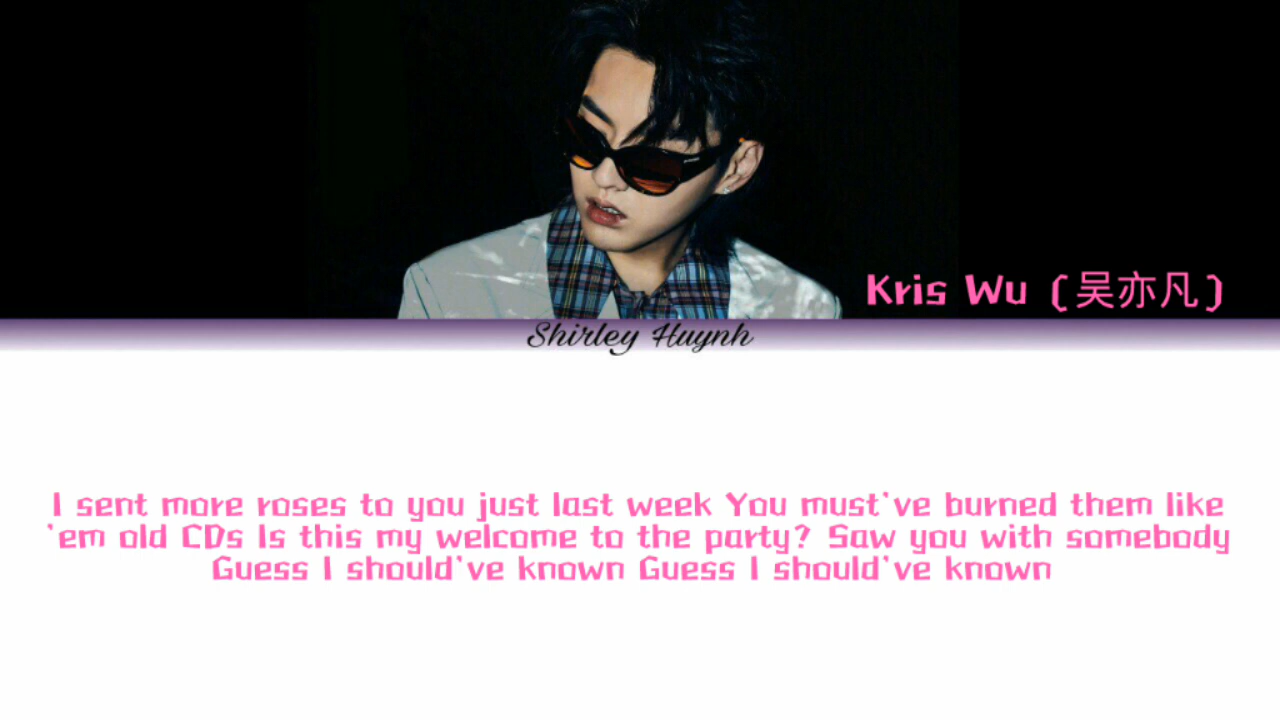 Kris Wu (吴亦凡)
Shirley Huynh
I sent more roses to you just last week You must've burned them like
'em old CDs Is this my welcome to the party? Saw you with somebody
Guess I should've known Guess I should've known